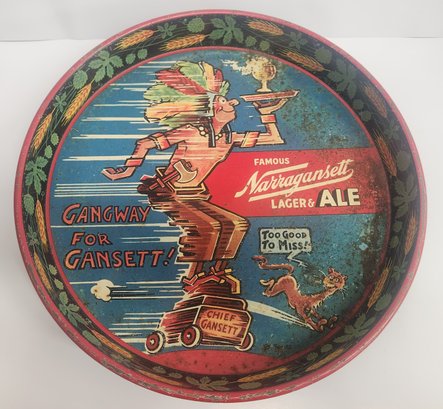 FAMOUS
Narragansett
LAGER & ALE
GANGWAY
FOR
GANSETT!
TOO GOOD
TO MISS!
CHIEF
GANSETT